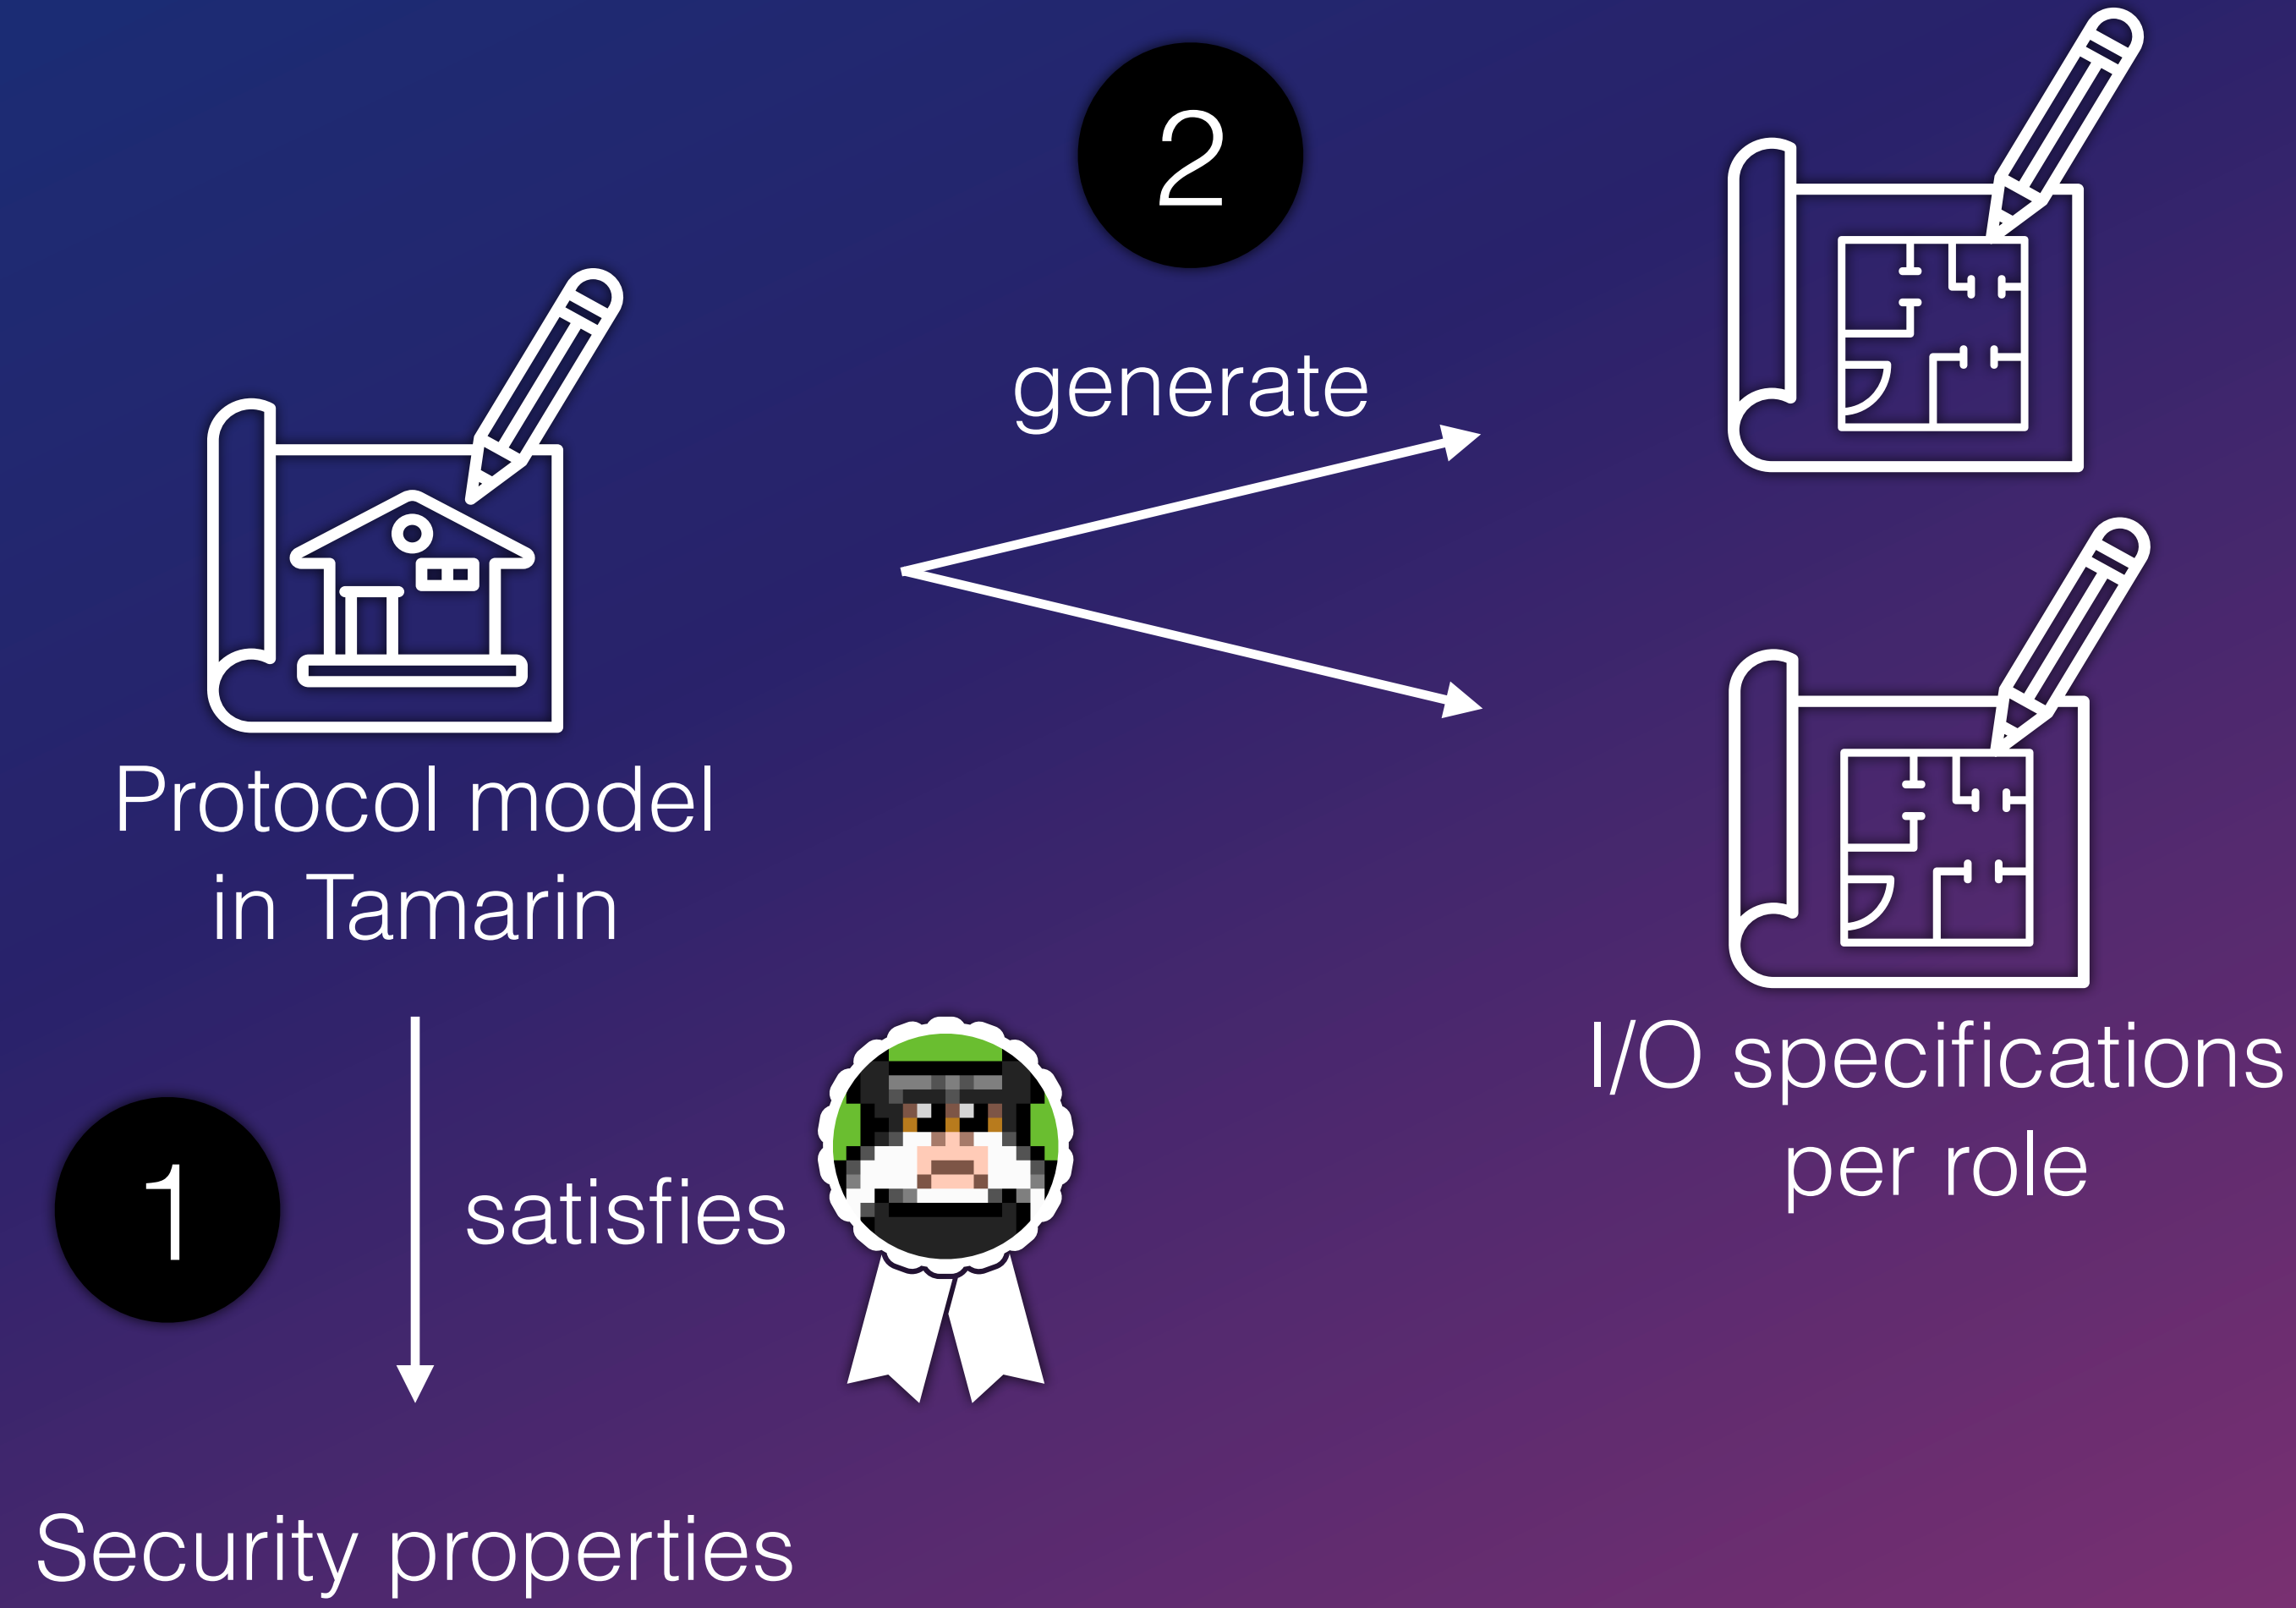 2
generate
Protocol model
in Tamarin
I/O specifications
per role
1
satisfies
Security properties